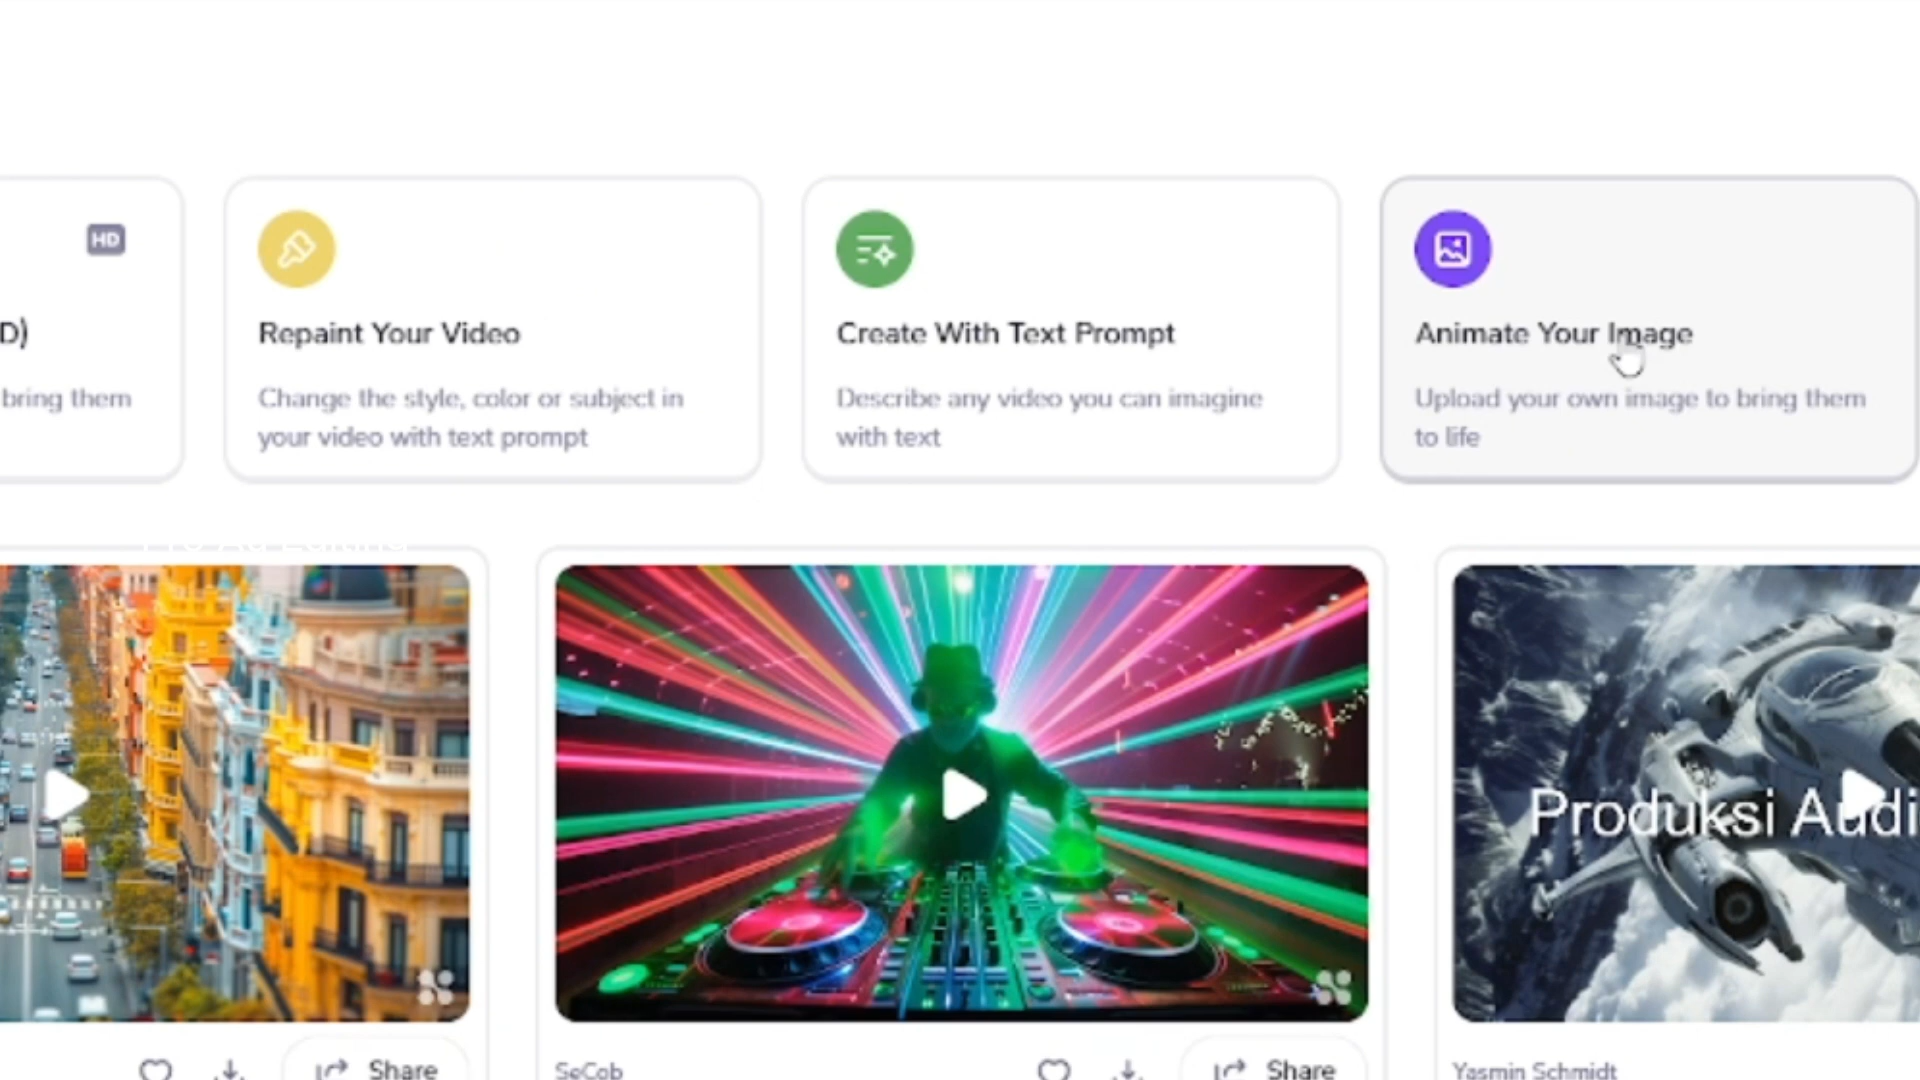 HD
D)
bring them
Repaint Your Video
Change the style, color or subject in
your video with text prompt
Create With Text Prompt
Describe any video you can imagine
with text
Animate Your Image
Upload your own image to bring them
to life
Produksi Audi
Share
SeCob
Share
Yasmin Schmidt